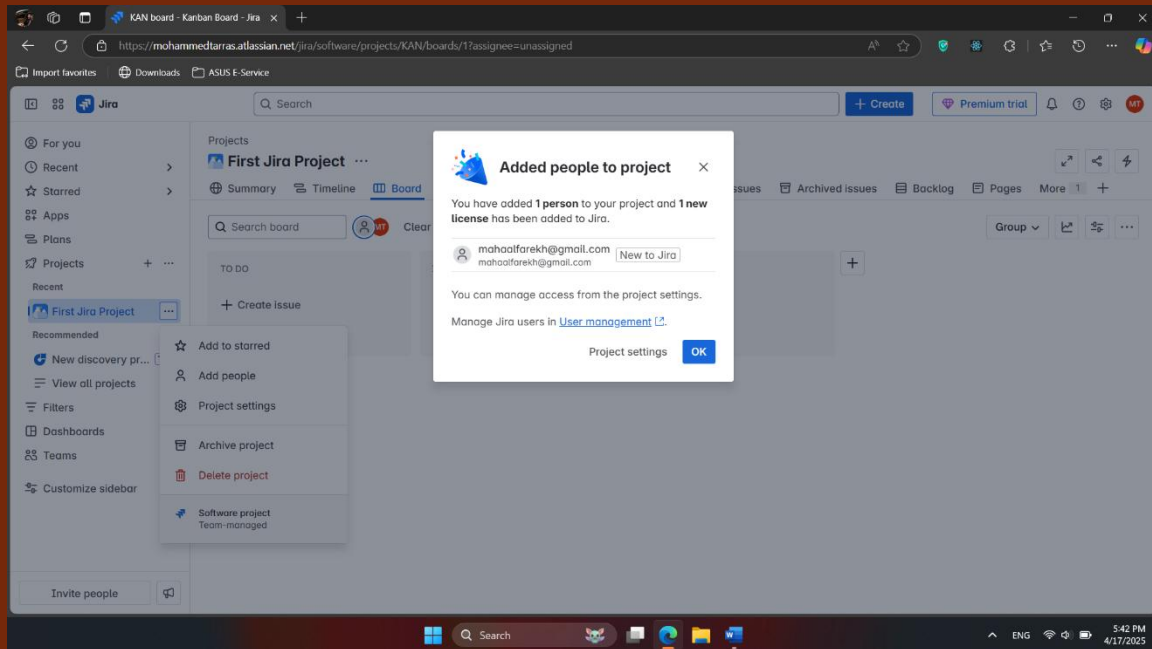 KAN board - Kanban Board - Jira
https://mohammedtarras.atlassian.net/jira/software/projects/KAN/boards/1?assignee=unassigned
Import favorites Downloads ASUS E-Service
Jira
Search
Create
Premium trial
MT
For you
Recent
Starred
Apps
Plans
Projects
Recent
First Jira Project
Recommended
New discovery pr...
View all projects
Filters
Dashboards
Teams
Customize sidebar
Invite people
Add to starred
Add people
Project settings
Archive project
Delete project
Software project
Team-managed
Projects
First Jira Project
Summary Timeline Board
ssues Archived issues Backlog Pages More 1
Search board
MT
Clear
Group
TO DO
Create issue
Added people to project
You have added 1 person to your project and 1 new
license has been added to Jira.
mahaalfarekh@gmail.com
mahaalfarekh@gmail.com
New to Jira
You can manage access from the project settings.
Manage Jira users in User management.
Project settings OK
Search
ENG
5:42 PM
4/17/2025